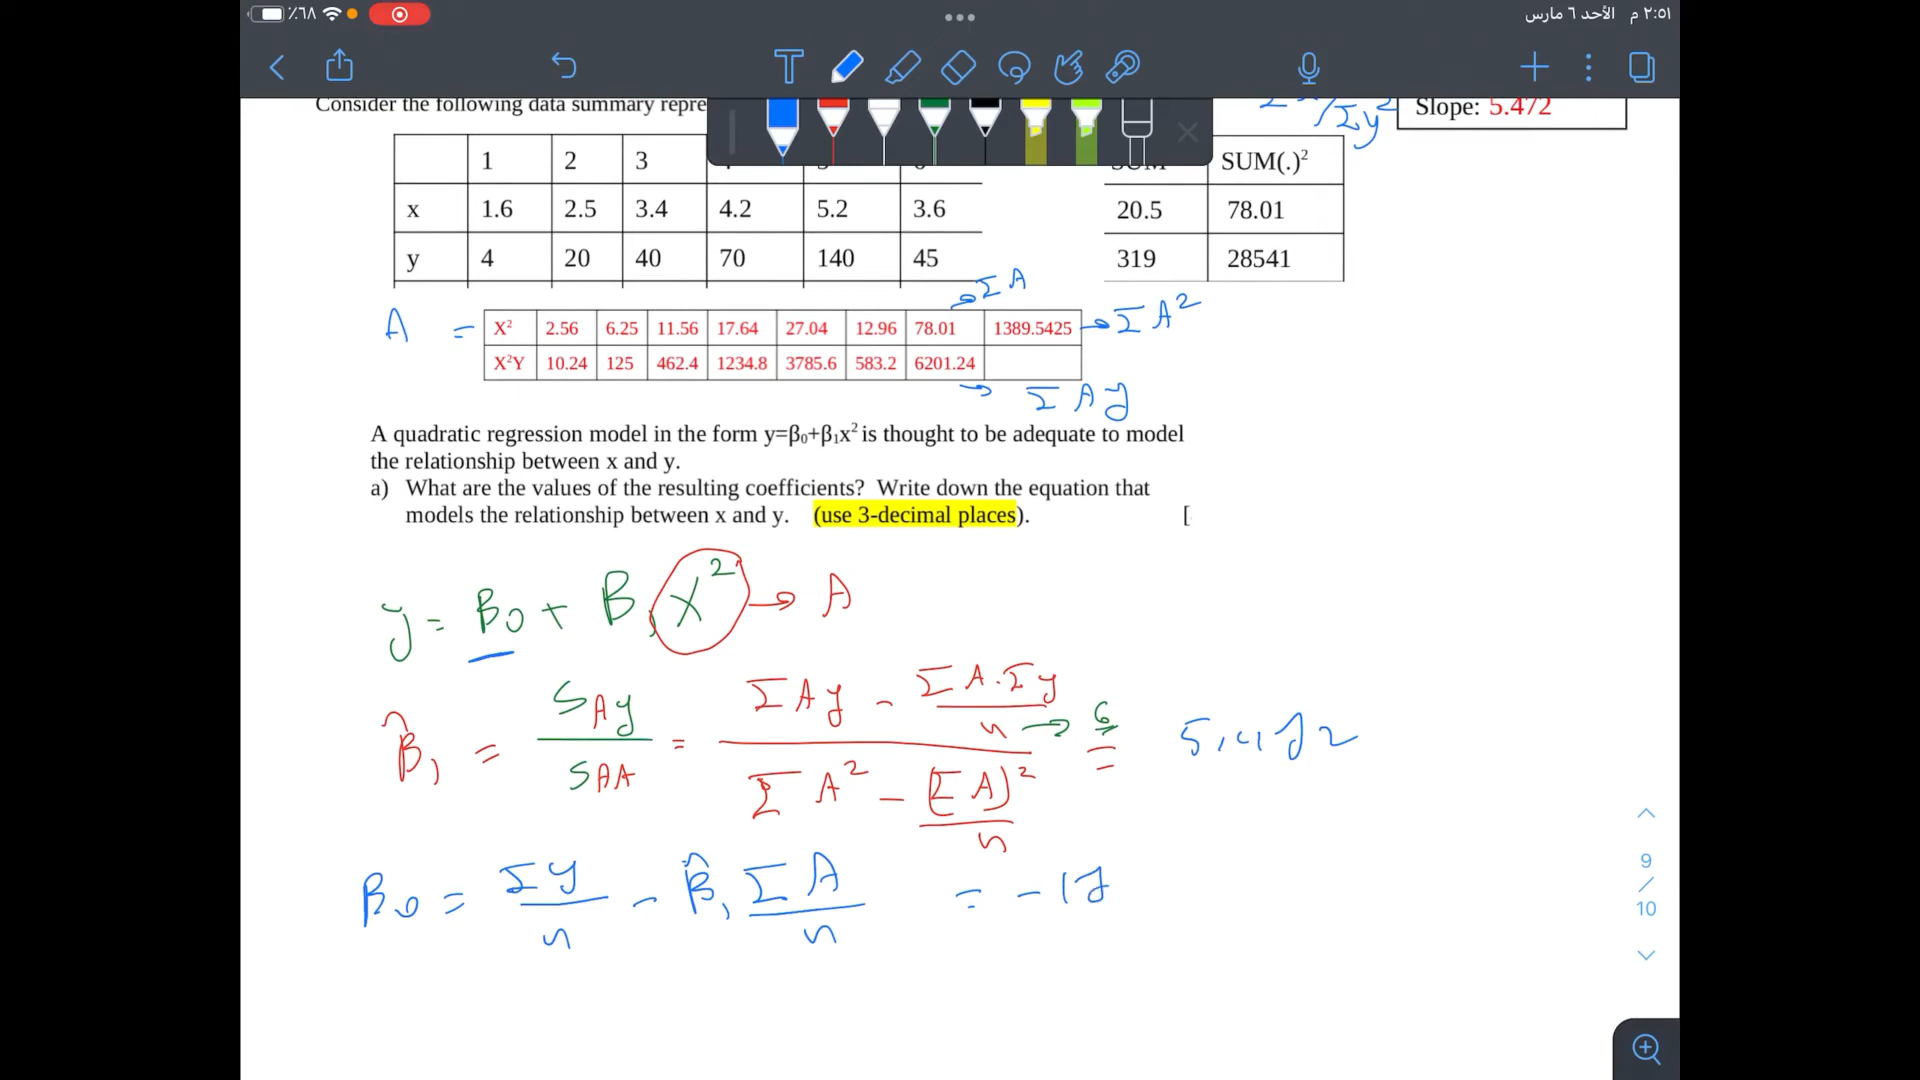 ٪٦٨
٢:٥١ م الأحد ٦ مارس
Consider the following data summary repre
Slope: 5.472
Σy²
1 2 3 SUM(.)²
x 1.6 2.5 3.4 4.2 5.2 3.6 20.5 78.01
y 4 20 40 70 140 45 319 28541
ΣA
A = X² 2.56 6.25 11.56 17.64 27.04 12.96 78.01 1389.5425 ΣA²
X²Y 10.24 125 462.4 1234.8 3785.6 583.2 6201.24
ΣAy
A quadratic regression model in the form y=β₀+β₁x² is thought to be adequate to model
the relationship between x and y.
a) What are the values of the resulting coefficients? Write down the equation that
models the relationship between x and y. (use 3-decimal places). [
y = B₀ + B₁ X² → A
B̂₁ = SAy / SAA = ΣAy - ΣA·Σy / n → 6 = 5,472
ΣA² - (ΣA)² / n
B₀ = Σy / n - B̂₁ ΣA / n = -17
9
/
10